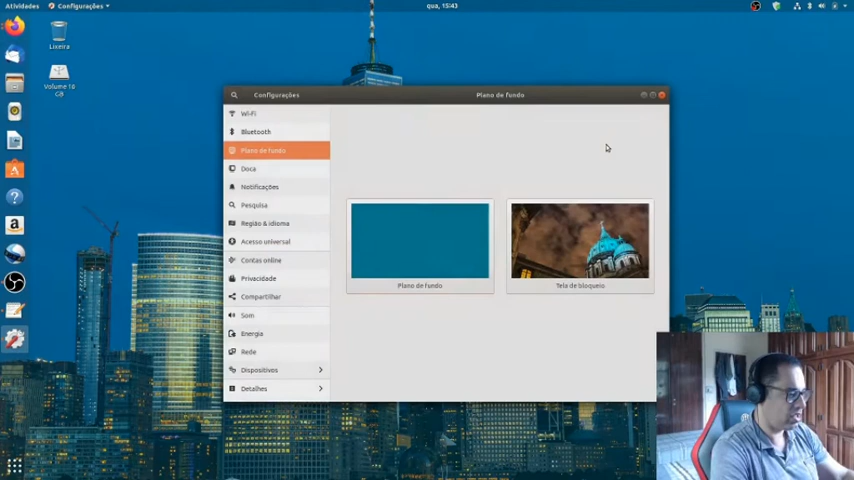 Atividades
Configurações
qua, 15:43
Lixeira
Volume 18
GB
Configurações
Plano de fundo
Wi-Fi
Bluetooth
Plano de fundo
Doca
Notificações
Pesquisa
Região & idioma
Acesso universal
Contas online
Privacidade
Compartilhar
Som
Energia
Rede
Dispositivos
Detalhes
Plano de fundo
Tela de bloqueio